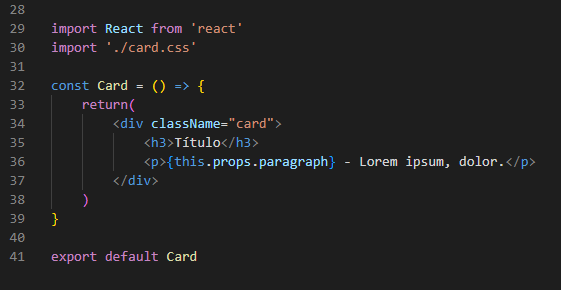 28
29 import React from 'react'
30 import './card.css'
31
32 const Card = () => {
33     return(
34         <div className="card">
35             <h3>Título</h3>
36             <p>{this.props.paragraph} - Lorem ipsum, dolor.</p>
37         </div>
38     )
39 }
40
41 export default Card